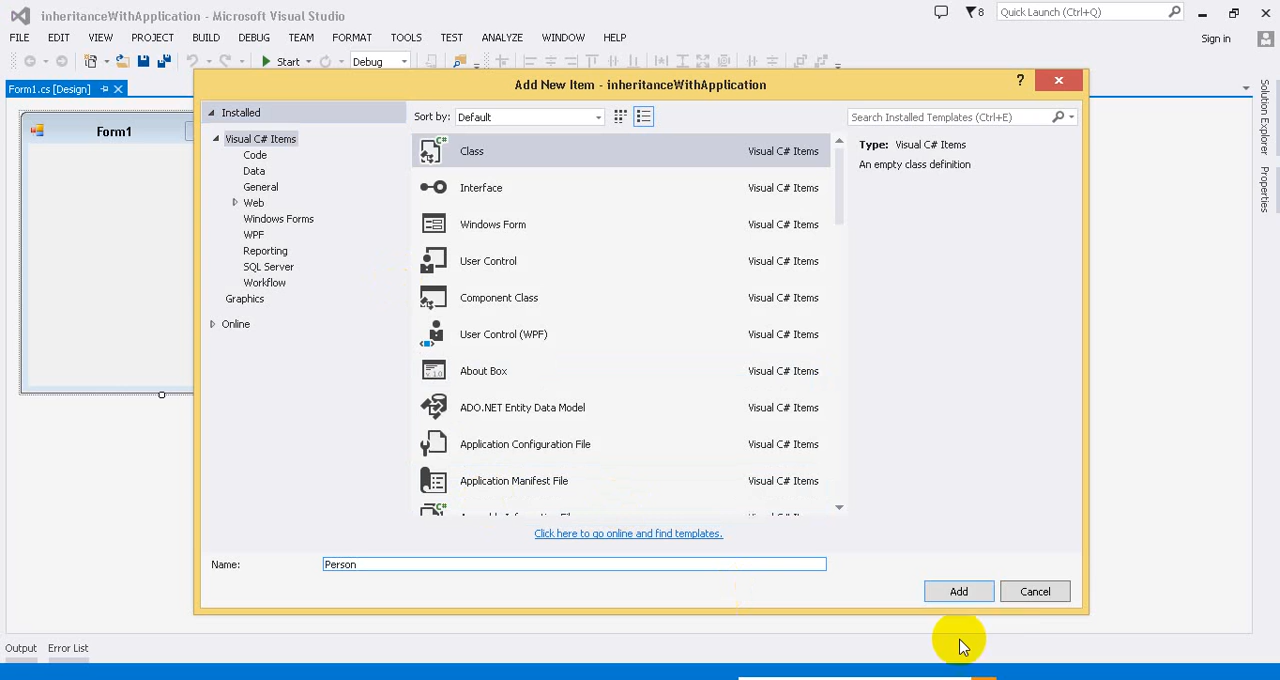 inheritanceWithApplication - Microsoft Visual Studio
8
Quick Launch (Ctrl+Q)
FILE EDIT VIEW PROJECT BUILD DEBUG TEAM FORMAT TOOLS TEST ANALYZE WINDOW HELP
Sign in
Start Debug
Form1.cs [Design]
Form1
Add New Item - inheritanceWithApplication
?
Installed
Sort by: Default
Search Installed Templates (Ctrl+E)
Visual C# Items
Code
Data
General
Web
Windows Forms
WPF
Reporting
SQL Server
Workflow
Graphics
Online
Class Visual C# Items
Interface Visual C# Items
Windows Form Visual C# Items
User Control Visual C# Items
Component Class Visual C# Items
User Control (WPF) Visual C# Items
About Box Visual C# Items
ADO.NET Entity Data Model Visual C# Items
Application Configuration File Visual C# Items
Application Manifest File Visual C# Items
Type: Visual C# Items
An empty class definition
Click here to go online and find templates.
Name: Person
Add Cancel
Solution Explorer
Properties
Output Error List